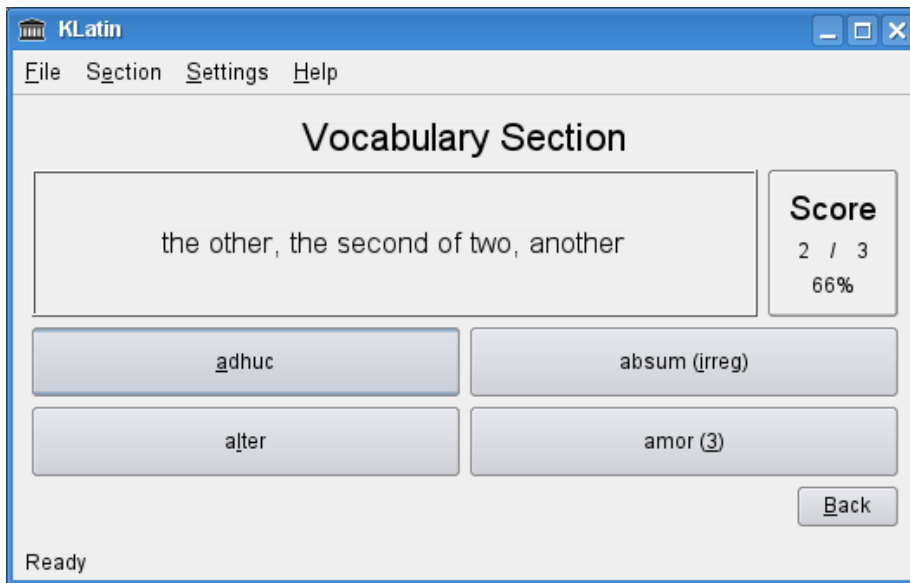 KLatin
File Section Settings Help
Vocabulary Section
the other, the second of two, another
Score
2 / 3
66%
adhuc
absum (irreg)
alter
amor (3)
Back
Ready